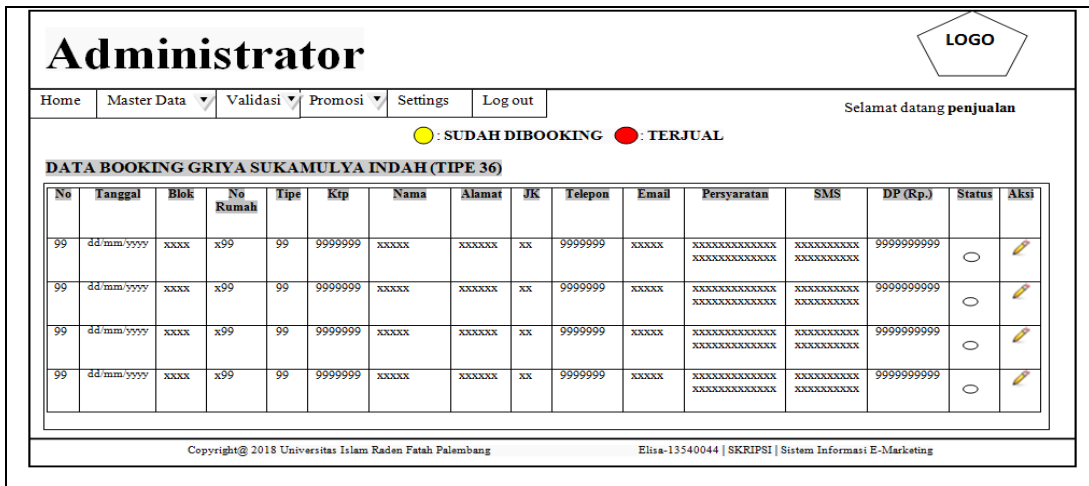 Administrator
LOGO
Home Master Data Validasi Promosi Settings Log out
Selamat datang penjualan
: SUDAH DIBOOKING : TERJUAL
DATA BOOKING GRIYA SUKAMULYA INDAH (TIPE 36)
No Tanggal Blok No Rumah Tipe Ktp Nama Alamat JK Telepon Email Persyaratan SMS DP (Rp.) Status Aksi
99 dd/mm/yyyy xxxx x99 99 9999999 xxxxx xxxxxx xx 9999999 xxxxx xxxxxxxxxxxxx xxxxxxxxxx 9999999999
xxxxxxxxxxxxx xxxxxxxxxx
99 dd/mm/yyyy xxxx x99 99 9999999 xxxxx xxxxxx xx 9999999 xxxxx xxxxxxxxxxxxx xxxxxxxxxx 9999999999
xxxxxxxxxxxxx xxxxxxxxxx
99 dd/mm/yyyy xxxx x99 99 9999999 xxxxx xxxxxx xx 9999999 xxxxx xxxxxxxxxxxxx xxxxxxxxxx 9999999999
xxxxxxxxxxxxx xxxxxxxxxx
99 dd/mm/yyyy xxxx x99 99 9999999 xxxxx xxxxxx xx 9999999 xxxxx xxxxxxxxxxxxx xxxxxxxxxx 9999999999
xxxxxxxxxxxxx xxxxxxxxxx
Copyright@ 2018 Universitas Islam Raden Fatah Palembang Elisa-13540044 | SKRIPSI | Sistem Informasi E-Marketing